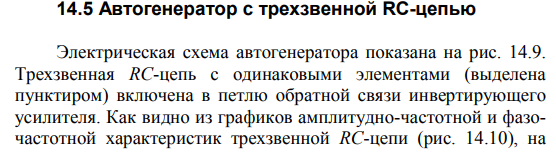 14.5 Автогенератор с трехзвенной RC-цепью
Электрическая схема автогенератора показана на рис. 14.9.
Трехзвенная RC-цепь с одинаковыми элементами (выделена
пунктиром) включена в петлю обратной связи инвертирующего
усилителя. Как видно из графиков амплитудно-частотной и фазо-
частотной характеристик трехзвенной RC-цепи (рис. 14.10), на